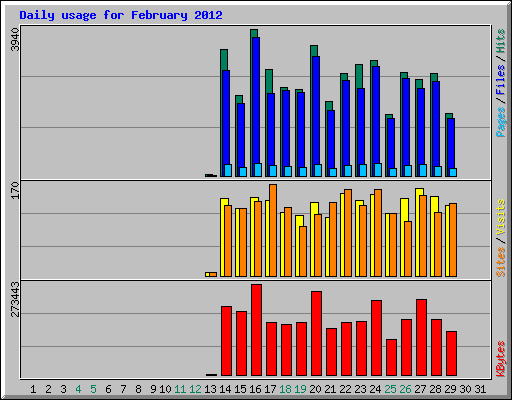 Daily usage for February 2012
3940
Pages / Files / Hits
170
Sites / Visits
273443
KBytes
1 2 3 4 5 6 7 8 9 10 11 12 13 14 15 16 17 18 19 20 21 22 23 24 25 26 27 28 29 30 31